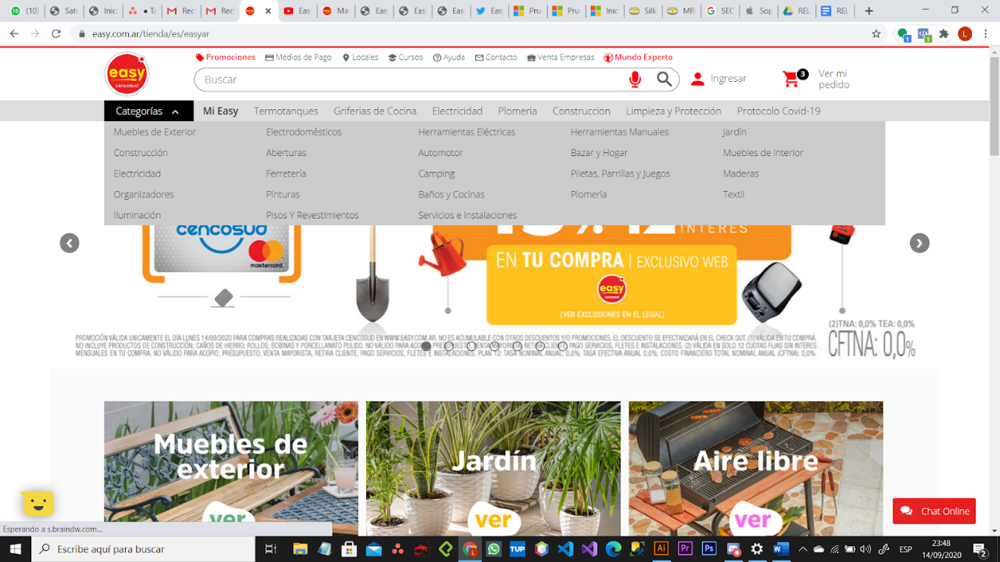 (10)
Satu
Inici
Ta
Reci
Reci
Eas
Ma
Eas
Eas
Eas
Eas
Pru
Pru
Inic
Sillo
MR
SEC
Sop
REL
REL
easy.com.ar/tienda/es/easyar
1
1
L
Promociones
Medios de Pago
Locales
Cursos
Ayuda
Contacto
Venta Empresas
Mundo Experto
easy
cencosud
Buscar
Ingresar
3
Ver mi
pedido
Categorías
Mi Easy
Termotanques
Griferias de Cocina
Electricidad
Plomeria
Construccion
Limpieza y Protección
Protocolo Covid-19
Muebles de Exterior
Electrodomésticos
Herramientas Eléctricas
Herramientas Manuales
Jardín
Construcción
Aberturas
Automotor
Bazar y Hogar
Muebles de Interior
Electricidad
Ferretería
Camping
Piletas, Parrillas y Juegos
Maderas
Organizadores
Pinturas
Baños y Cocinas
Plomería
Textil
Iluminación
Pisos Y Revestimientos
Servicios e Instalaciones
cencosud
mastercard.
INTERÉS
EN TU COMPRA | EXCLUSIVO WEB
easy
cencosud
(VER EXCLUSIONES EN EL LEGAL)
PROMOCIÓN VÁLIDA UNICAMENTE EL DÍA LUNES 14/09/2020 PARA COMPRAS REALIZADAS CON TARJETA CENCOSUD EN WWW.EASY.COM.AR. NO ES ACUMULABLE CON OTROS DESCUENTOS Y/O PROMOCIONES. EL DESCUENTO SE EFECTIVIZARÁ EN EL CHECK OUT. (1) VÁLIDA EN TU COMPRA.
NO INCLUYE PRODUCTOS DE CONSTRUCCIÓN; CAÑOS DE HIERRO; ROLLOS; BOBINAS Y PORCELLANATO PULIDO. NO VÁLIDO PARA ACOPIO, PRESUPUESTO, VENTA MAYORISTA, RETIRA CLIENTE, PAGO SERVICIOS, FLETES E INSTALACIONES. (2) VÁLIDA EN SOLO 12 CUOTAS FIJAS SIN INTERES
MENSUALES EN TU COMPRA. NO VÁLIDO PARA ACOPIO, PRESUPUESTO, VENTA MAYORISTA, RETIRA CLIENTE, PAGO SERVICIOS, FLETES E INSTALACIONES. PLAN 12: TASA NOMINAL ANUAL: 0,0%; TASA EFECTIVA ANUAL 0,0%; COSTO FINANCIERO TOTAL NOMINAL ANUAL (CFTNA): 0,0%.
(2)TNA: 0,0% TEA: 0,0%
CFTNA: 0,0%
Muebles de
exterior
ver
Jardín
ver
Aire libre
ver
Chat Online
Esperando a s.braindw.com...
Escribe aquí para buscar
TUP
Ai
Pr
Ps
ESP
23:48
14/09/2020
2